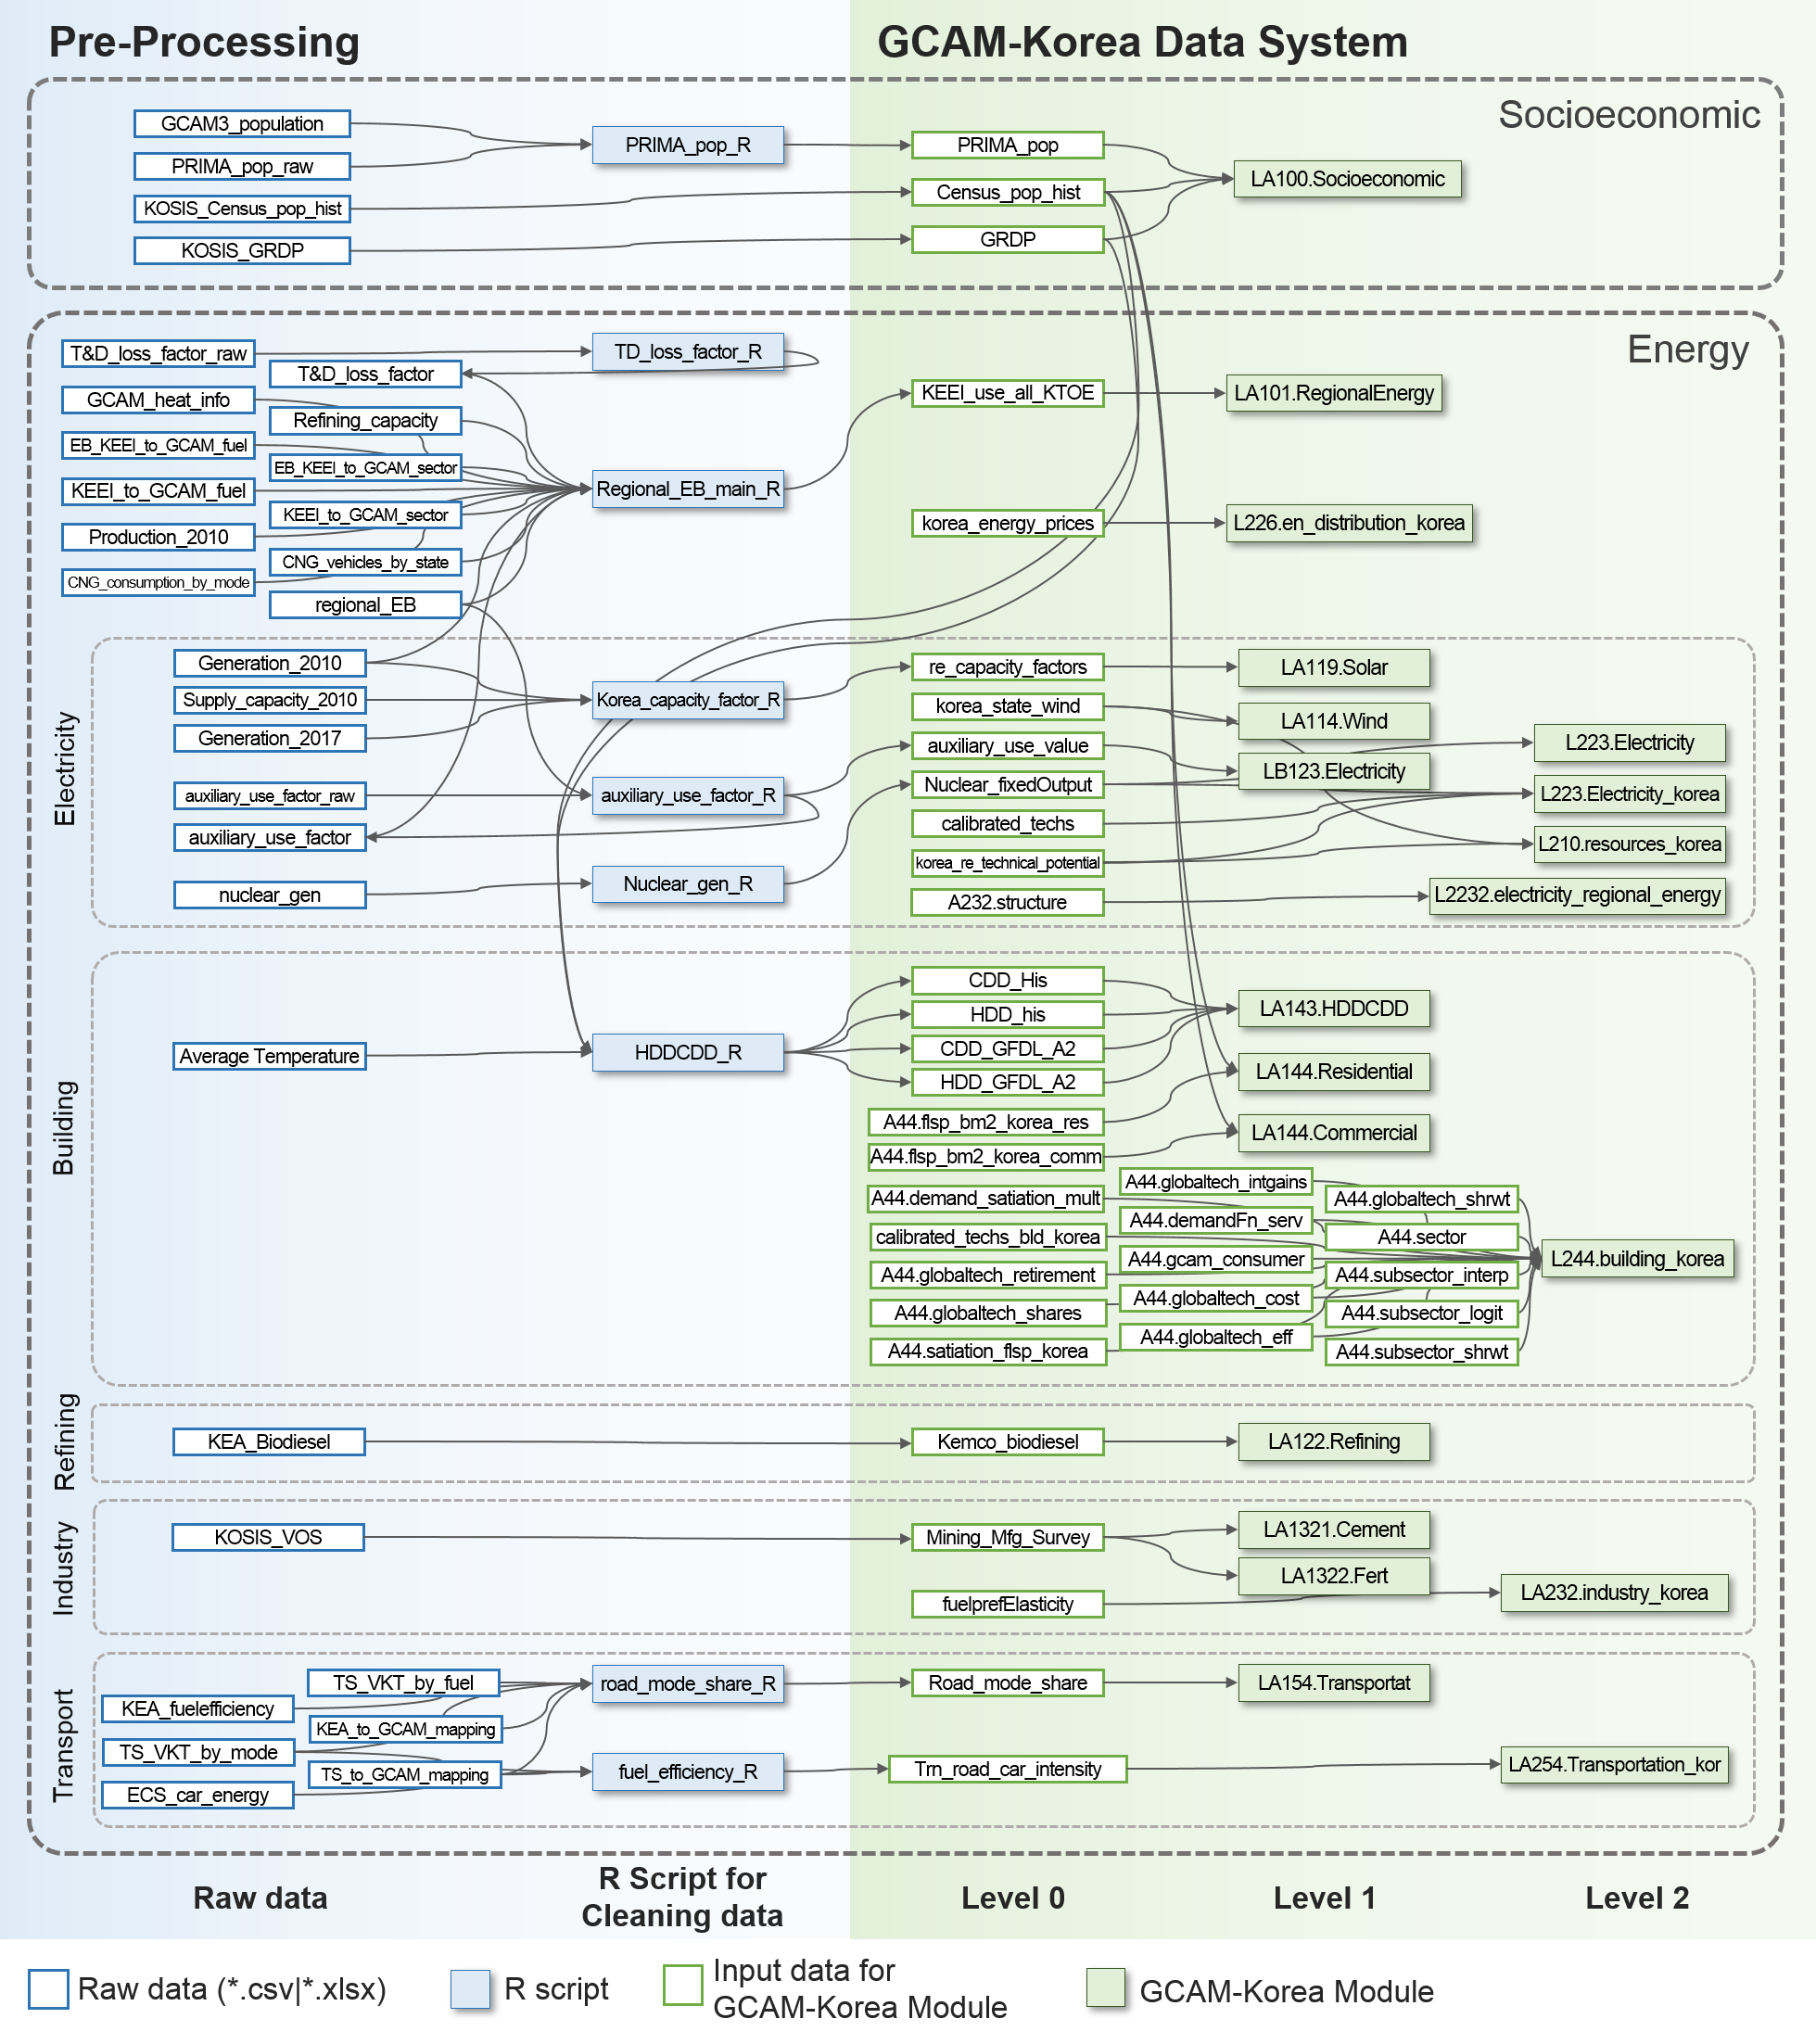 Pre-Processing
GCAM-Korea Data System
Socioeconomic
GCAM3_population
PRIMA_pop_raw
KOSIS_Census_pop_hist
KOSIS_GRDP
PRIMA_pop_R
PRIMA_pop
Census_pop_hist
GRDP
LA100.Socioeconomic
Energy
T&D_loss_factor_raw
T&D_loss_factor
GCAM_heat_info
Refining_capacity
EB_KEEI_to_GCAM_fuel
EB_KEEI_to_GCAM_sector
KEEI_to_GCAM_fuel
KEEI_to_GCAM_sector
Production_2010
CNG_vehicles_by_state
CNG_consumption_by_mode
regional_EB
TD_loss_factor_R
Regional_EB_main_R
KEEI_use_all_KTOE
korea_energy_prices
LA101.RegionalEnergy
L226.en_distribution_korea
Electricity
Generation_2010
Supply_capacity_2010
Generation_2017
auxiliary_use_factor_raw
auxiliary_use_factor
nuclear_gen
Korea_capacity_factor_R
auxiliary_use_factor_R
Nuclear_gen_R
re_capacity_factors
korea_state_wind
auxiliary_use_value
Nuclear_fixedOutput
calibrated_techs
korea_re_technical_potential
A232.structure
LA119.Solar
LA114.Wind
LB123.Electricity
L223.Electricity
L223.Electricity_korea
L210.resources_korea
L2232.electricity_regional_energy
Building
Average Temperature
HDDCDD_R
CDD_His
HDD_his
CDD_GFDL_A2
HDD_GFDL_A2
A44.flsp_bm2_korea_res
A44.flsp_bm2_korea_comm
A44.demand_satiation_mult
calibrated_techs_bld_korea
A44.globaltech_retirement
A44.globaltech_shares
A44.satiation_flsp_korea
A44.globaltech_intgains
A44.demandFn_serv
A44.gcam_consumer
A44.globaltech_cost
A44.globaltech_eff
A44.globaltech_shrwt
A44.sector
A44.subsector_interp
A44.subsector_logit
A44.subsector_shrwt
LA143.HDDCDD
LA144.Residential
LA144.Commercial
L244.building_korea
Refining
KEA_Biodiesel
Kemco_biodiesel
LA122.Refining
Industry
KOSIS_VOS
Mining_Mfg_Survey
fuelprefElasticity
LA1321.Cement
LA1322.Fert
LA232.industry_korea
Transport
TS_VKT_by_fuel
KEA_fuelefficiency
KEA_to_GCAM_mapping
TS_VKT_by_mode
TS_to_GCAM_mapping
ECS_car_energy
road_mode_share_R
fuel_efficiency_R
Road_mode_share
Trn_road_car_intensity
LA154.Transportat
LA254.Transportation_kor
Raw data
R Script for
Cleaning data
Level 0
Level 1
Level 2
Raw data (*.csv|*.xlsx)
R script
Input data for
GCAM-Korea Module
GCAM-Korea Module